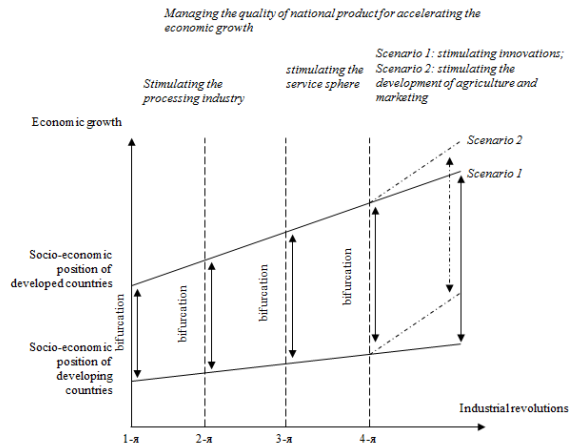 Managing the quality of national product for accelerating the
economic growth
Scenario 1: stimulating innovations;
Scenario 2: stimulating the
development of agriculture and
marketing
stimulating the
service sphere
Stimulating the
processing industry
Economic growth
Scenario 2
Scenario 1
Socio-economic
position of
developed countries
bifurcation
bifurcation
bifurcation
bifurcation
Socio-economic
position of
developing
countries
Industrial revolutions
1-я
2-я
3-я
4-я